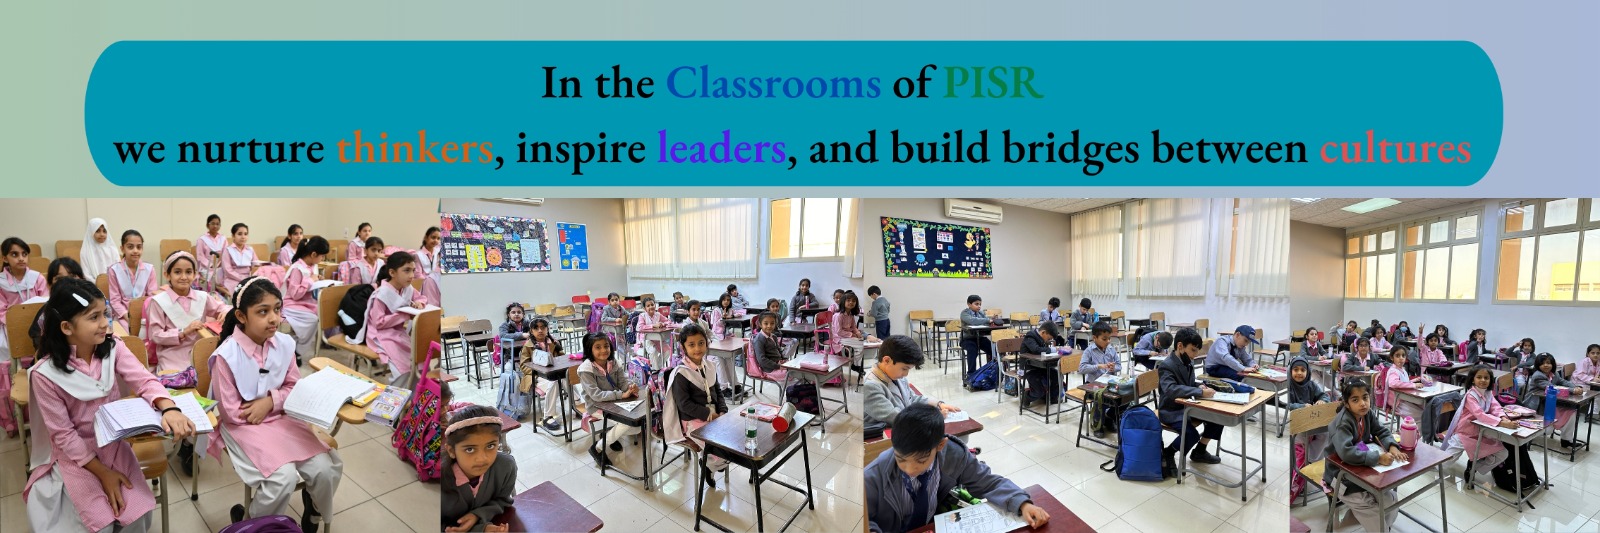 In the Classrooms of PISR
we nurture thinkers, inspire leaders, and build bridges between cultures